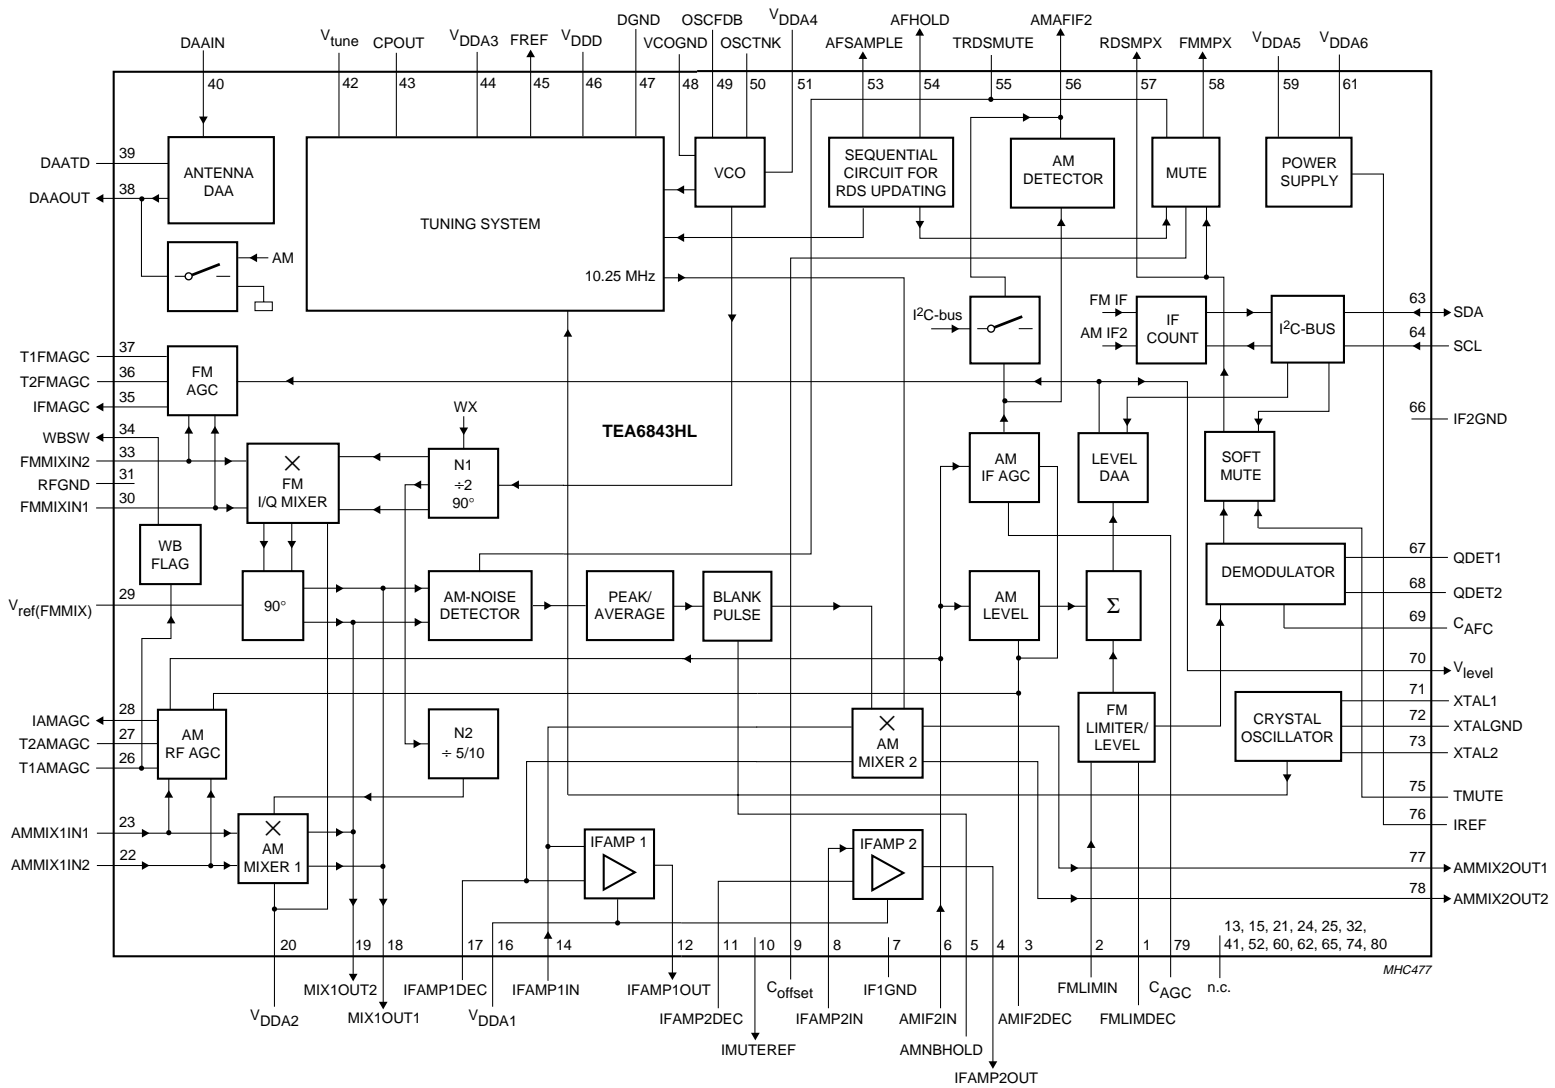 DAAIN
V tune
CPOUT
V DDA3
FREF
V DDD
DGND
VCOGND
OSCFDB
OSCTNK
V DDA4
AFSAMPLE
AFHOLD
TRDSMUTE
AMAFIF2
RDSMPX
FMMPX
V DDA5
V DDA6
40
42
43
44
45
46
47
48
49
50
51
53
54
55
56
57
58
59
61
DAATD
39
DAAOUT
38
ANTENNA
DAA
AM
TUNING SYSTEM
10.25 MHz
VCO
SEQUENTIAL
CIRCUIT FOR
RDS UPDATING
AM
DETECTOR
MUTE
POWER
SUPPLY
I2C-bus
FM IF
AM IF2
IF
COUNT
I2C-BUS
63
SDA
64
SCL
66
IF2GND
T1FMAGC
37
T2FMAGC
36
IFMAGC
35
WBSW
34
FMMIXIN2
33
RFGND
31
FMMIXIN1
30
FM
AGC
WX
TEA6843HL
×
FM
I/Q MIXER
N1
÷2
90°
AM
IF AGC
LEVEL
DAA
SOFT
MUTE
WB
FLAG
Vref(FMMIX)
29
90°
AM-NOISE
DETECTOR
PEAK/
AVERAGE
BLANK
PULSE
AM
LEVEL
Σ
DEMODULATOR
67
QDET1
68
QDET2
69
CAFC
70
Vlevel
71
XTAL1
72
XTALGND
73
XTAL2
75
TMUTE
76
IREF
77
AMMIX2OUT1
78
AMMIX2OUT2
IAMAGC
28
T2AMAGC
27
T1AMAGC
26
AM
RF AGC
N2
÷ 5/10
×
AM
MIXER 2
FM
LIMITER/
LEVEL
CRYSTAL
OSCILLATOR
AMMIX1IN1
23
AMMIX1IN2
22
×
AM
MIXER 1
IFAMP 1
IFAMP 2
20
19
18
17
16
14
12
11
10
9
8
7
6
5
4
3
2
1
79
13, 15, 21, 24, 25, 32,
41, 52, 60, 62, 65, 74, 80
MHC477
VDDA2
MIX1OUT2
MIX1OUT1
IFAMP1DEC
VDDA1
IFAMP1IN
IFAMP1OUT
IFAMP2DEC
IMUTEREF
Coffset
IFAMP2IN
IF1GND
AMIF2IN
AMNBHOLD
IFAMP2OUT
AMIF2DEC
FMLIMIN
FMLIMDEC
CAGC
n.c.